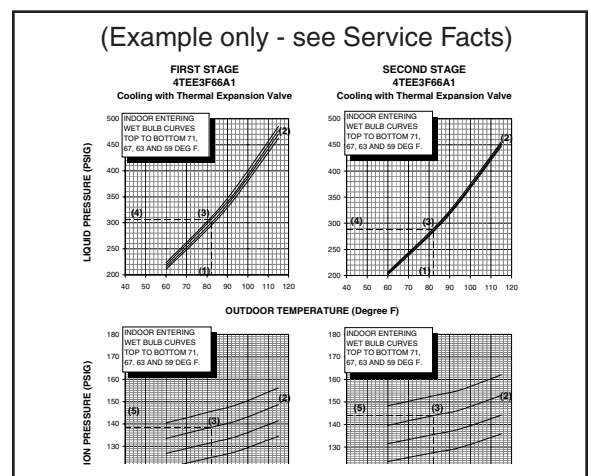 (Example only - see Service Facts)
FIRST STAGE
4TEE3F66A1
Cooling with Thermal Expansion Valve
SECOND STAGE
4TEE3F66A1
Cooling with Thermal Expansion Valve
LIQUID PRESSURE (PSIG)
500
450
400
350
300
250
200
INDOOR ENTERING
WET BULB CURVES
TOP TO BOTTOM 71,
67, 63 AND 59 DEG F.
(2)
(4)
(3)
(1)
40 50 60 70 80 90 100 110 120
500
450
400
350
300
250
200
INDOOR ENTERING
WET BULB CURVES
TOP TO BOTTOM 71,
67, 63 AND 59 DEG F.
(2)
(4)
(3)
(1)
40 50 60 70 80 90 100 110 120
OUTDOOR TEMPERATURE (Degree F)
ION PRESSURE (PSIG)
180
170
160
150
140
130
INDOOR ENTERING
WET BULB CURVES
TOP TO BOTTOM 71,
67, 63 AND 59 DEG F.
(5)
(3)
(2)
180
170
160
150
140
130
INDOOR ENTERING
WET BULB CURVES
TOP TO BOTTOM 71,
67, 63 AND 59 DEG F.
(5)
(3)
(2)